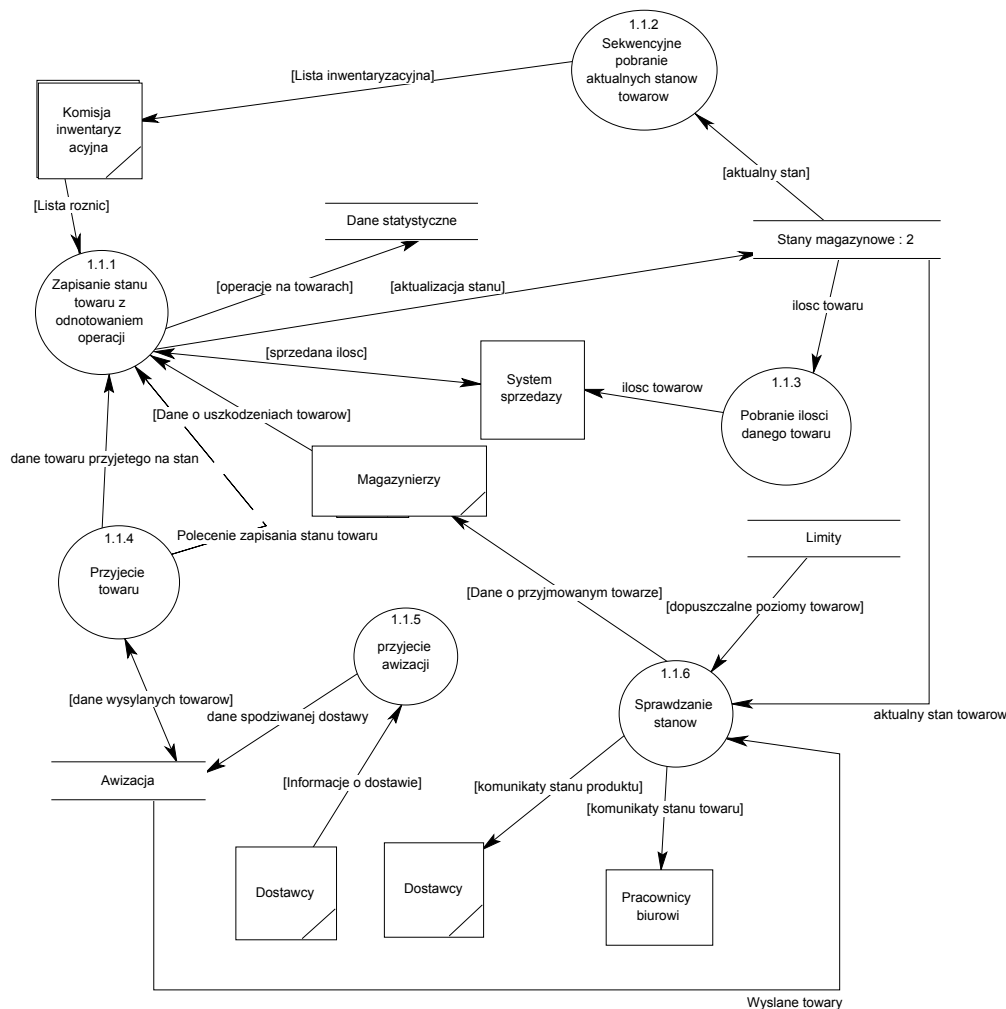 1.1.2
Sekwencyjne
pobranie
aktualnych stanow
towarow
[Lista inwentaryzacyjna]
Komisja
inwentaryz
acyjna
[aktualny stan]
[Lista roznic]
Dane statystyczne
Stany magazynowe : 2
1.1.1
Zapisanie stanu
towaru z
odnotowaniem
operacji
[operacje na towarach]
[aktualizacja stanu]
ilosc towaru
[sprzedana ilosc]
System
sprzedazy
ilosc towarow
1.1.3
Pobranie ilosci
danego towaru
[Dane o uszkodzeniach towarow]
dane towaru przyjetego na stan
Magazynierzy
Polecenie zapisania stanu towaru
Limity
1.1.4
Przyjecie
towaru
[Dane o przyjmowanym towarze]
[dopuszczalne poziomy towarow]
1.1.5
przyjecie
awizacji
1.1.6
Sprawdzanie
stanow
[dane wysylanych towarow]
dane spodziwanej dostawy
aktualny stan towarow
Awizacja
[Informacje o dostawie]
[komunikaty stanu produktu]
[komunikaty stanu towaru]
Dostawcy
Dostawcy
Pracownicy
biurowi
Wyslane towary